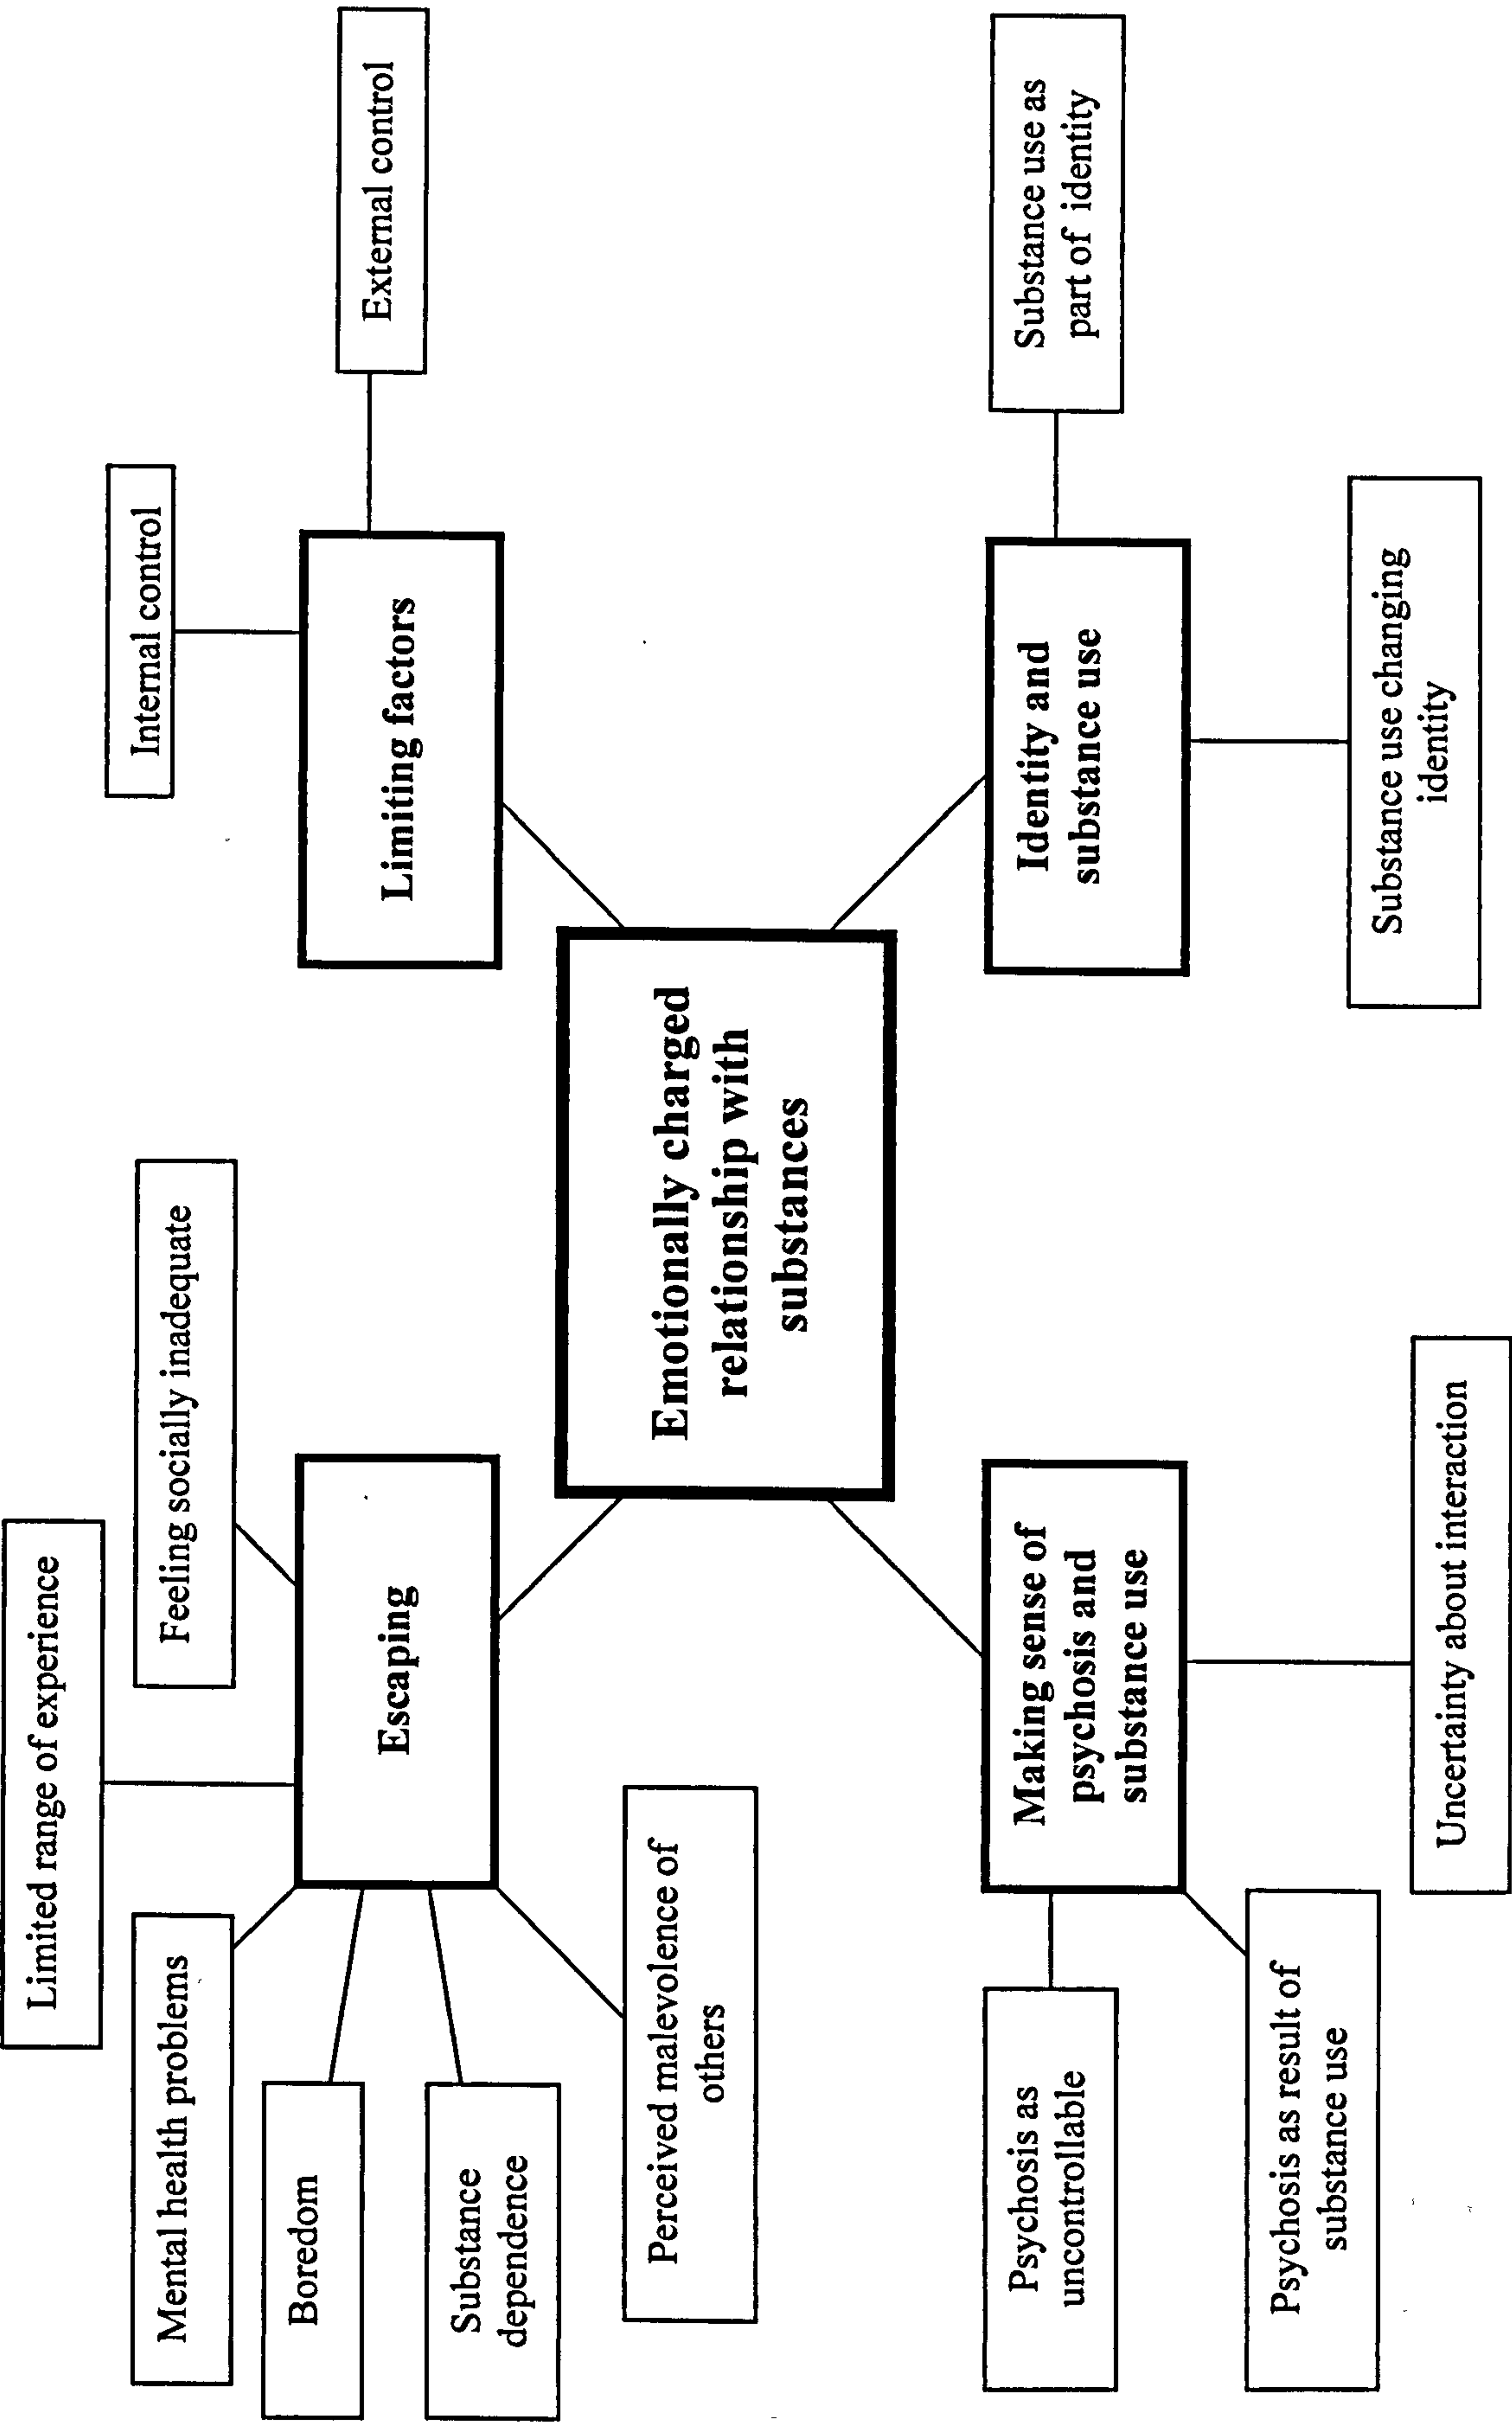 Limited range of experience
Feeling socially inadequate
Mental health problems
Boredom
Substance
dependence
Perceived malevolence of
others
Escaping
Internal control
External control
Limiting factors
Emotionally charged
relationship with
substances
Making sense of
psychosis and
substance use
Psychosis as
uncontrollable
Psychosis as result of
substance use
Uncertainty about interaction
Identity and
substance use
Substance use as
part of identity
Substance use changing
identity